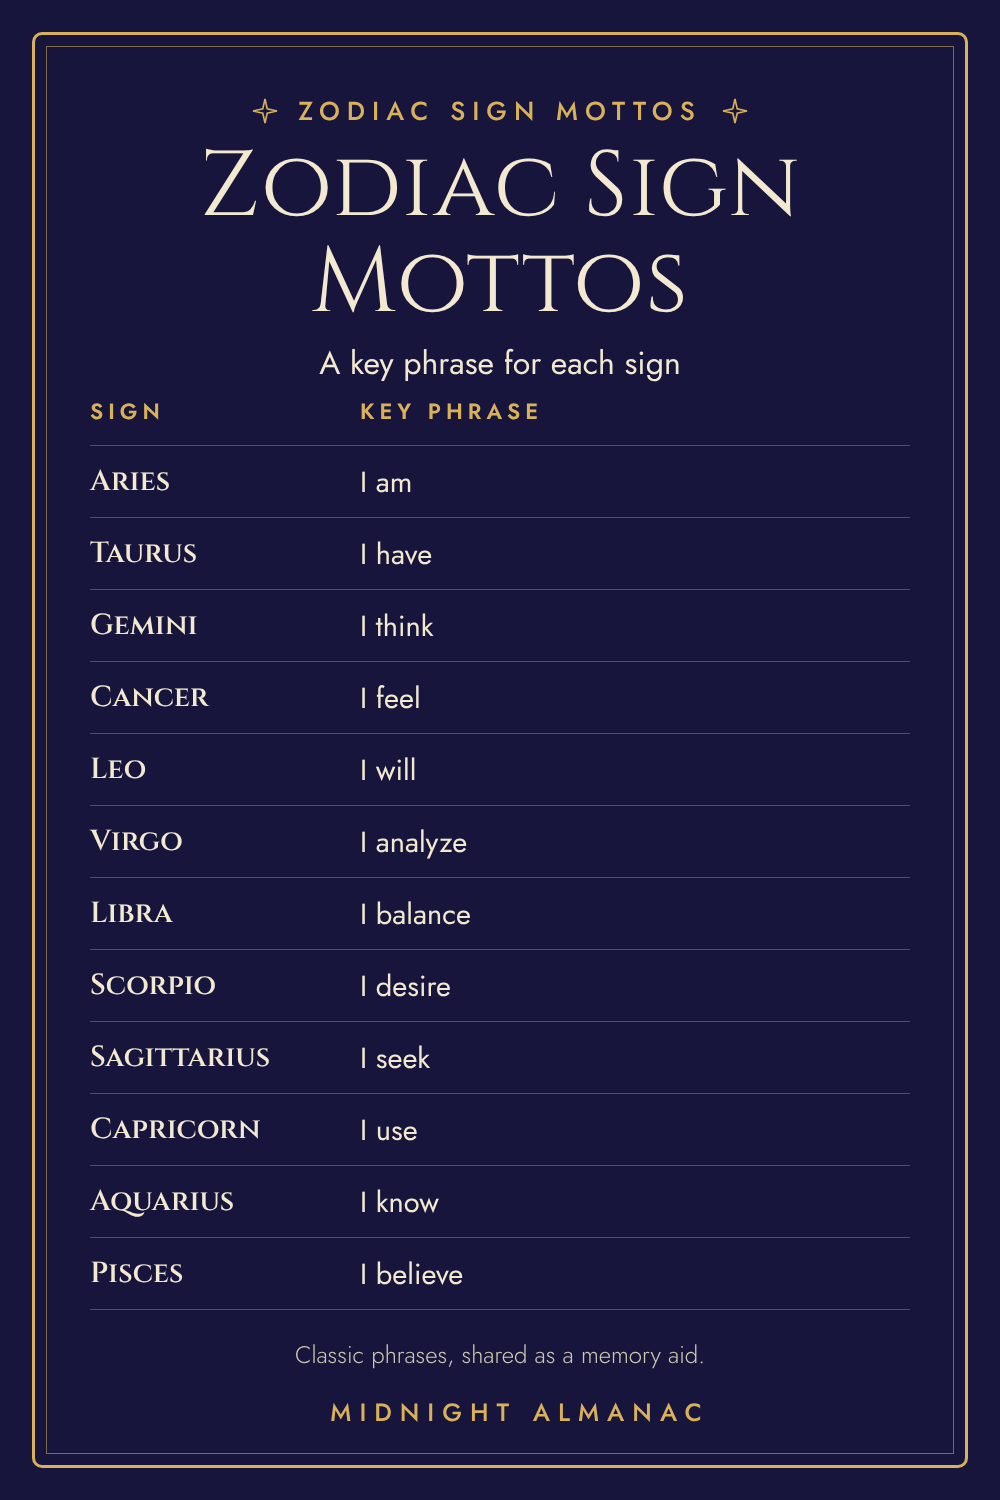 ZODIAC SIGN MOTTOS
Zodiac Sign
Mottos
A key phrase for each sign
SIGN KEY PHRASE
Aries I am
Taurus I have
Gemini I think
Cancer I feel
Leo I will
Virgo I analyze
Libra I balance
Scorpio I desire
Sagittarius I seek
Capricorn I use
Aquarius I know
Pisces I believe
Classic phrases, shared as a memory aid.
MIDNIGHT ALMANAC